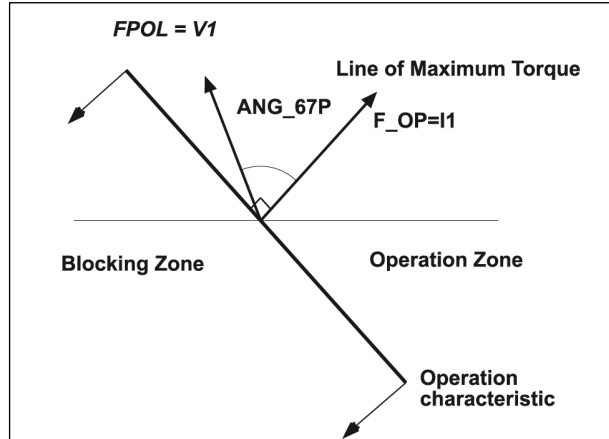 FPOL = V1
Line of Maximum Torque
ANG_67P
F_OP=I1
Blocking Zone
Operation Zone
Operation
characteristic